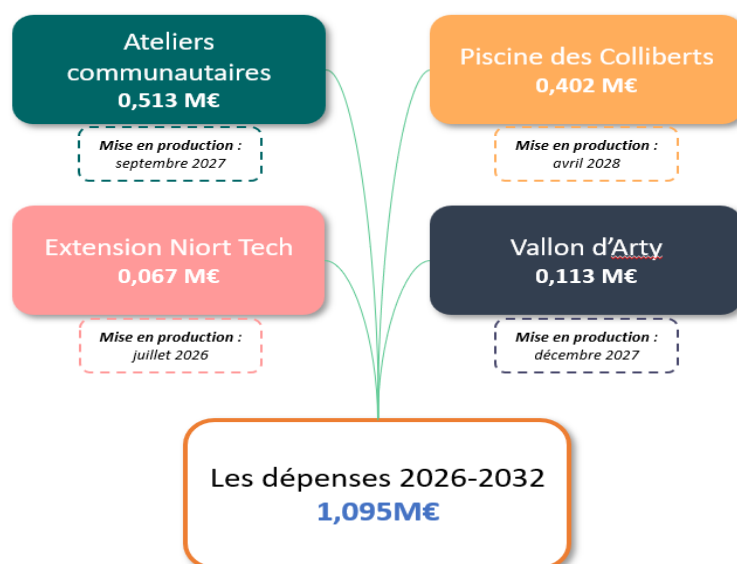 Ateliers
communautaires
0,513 M€
Mise en production :
septembre 2027
Piscine des Colliberts
0,402 M€
Mise en production :
avril 2028
Extension Niort Tech
0,067 M€
Mise en production :
juillet 2026
Vallon d'Arty
0,113 M€
Mise en production :
décembre 2027
Les dépenses 2026-2032
1,095M€